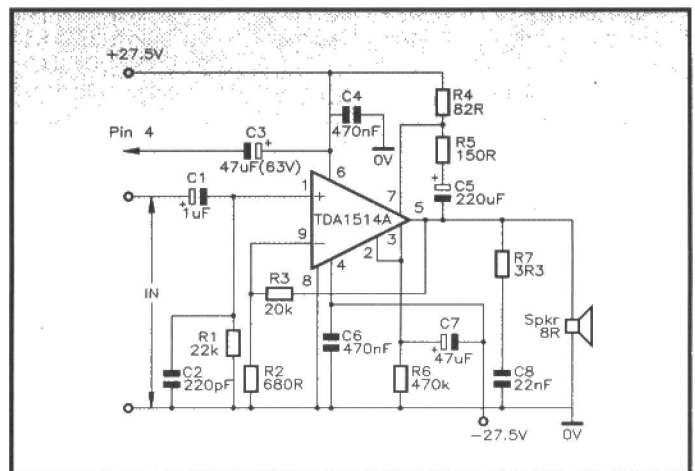 +27.5V
C4
470nF
R4
82R
Pin 4
C3
+
47uF(63V)
0V
R5
150R
6
+
C1
+
1uF
1
+
7
C5
220uF
TDA1514A
5
9
−
3
2
R7
3R3
8
4
IN
R3
20k
Spkr
8R
R1
22k
C6
470nF
C7
+
47uF
C2
220pF
R2
680R
R6
470k
C8
22nF
−27.5V
0V